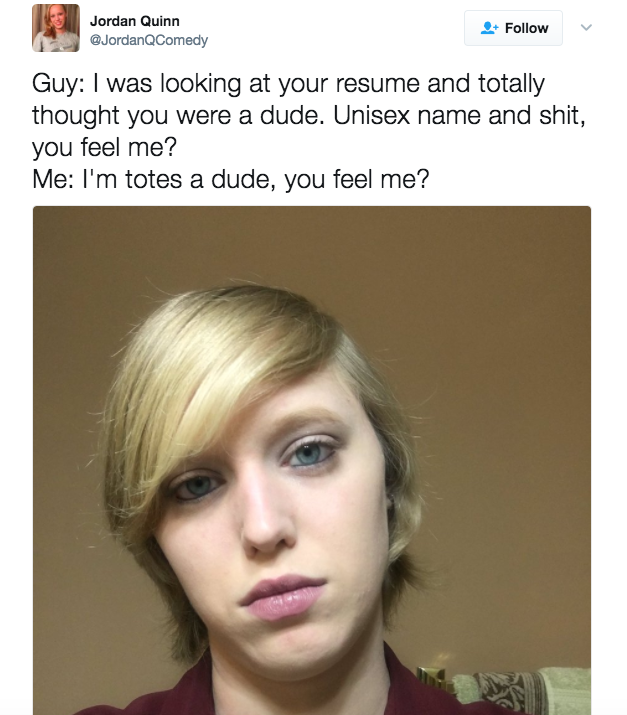 Jordan Quinn
@JordanQComedy
Follow
Guy: I was looking at your resume and totally
thought you were a dude. Unisex name and shit,
you feel me?
Me: I'm totes a dude, you feel me?